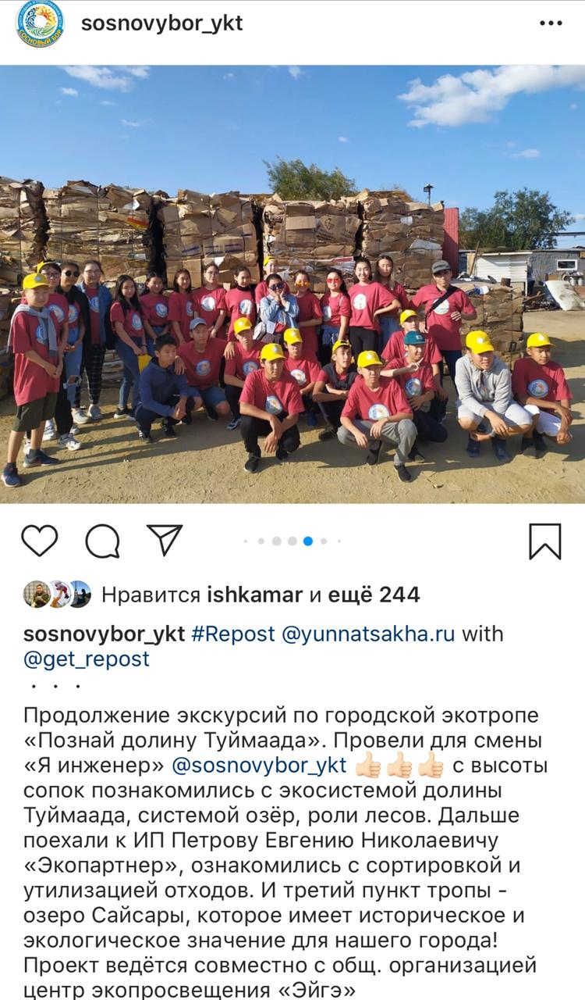 СОСНОВЫЙ БОР
sosnovybor_ykt
Нравится ishkamar и ещё 244
sosnovybor_ykt #Repost @yunnatsakha.ru with
@get_repost
・・・
Продолжение экскурсий по городской экотропе
«Познай долину Туймаада». Провели для смены
«Я инженер» @sosnovybor_ykt 👍🏻👍🏻👍🏻 с высоты
сопок познакомились с экосистемой долины
Туймаада, системой озёр, роли лесов. Дальше
поехали к ИП Петрову Евгению Николаевичу
«Экопартнер», ознакомились с сортировкой и
утилизацией отходов. И третий пункт тропы -
озеро Сайсары, которое имеет историческое и
экологическое значение для нашего города!
Проект ведётся совместно с общ. организацией
центр экопросвещения «Эйгэ»